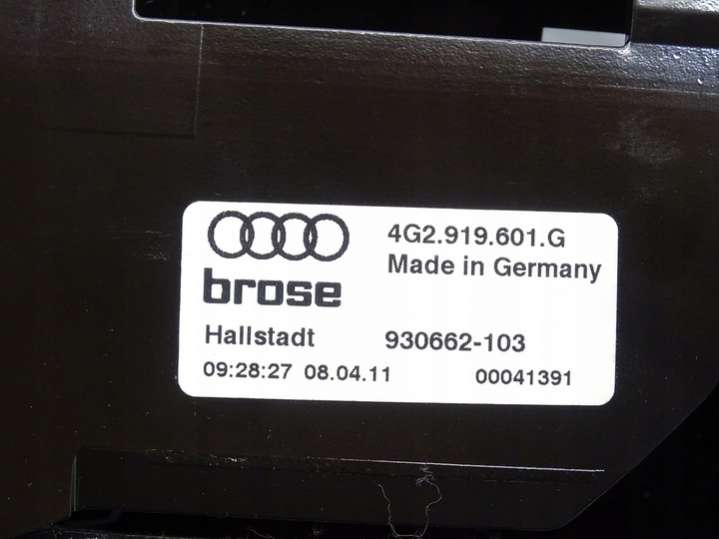 4G2.919.601.G
Made in Germany
brose
Hallstadt 930662-103
09:28:27 08.04.11 00041391